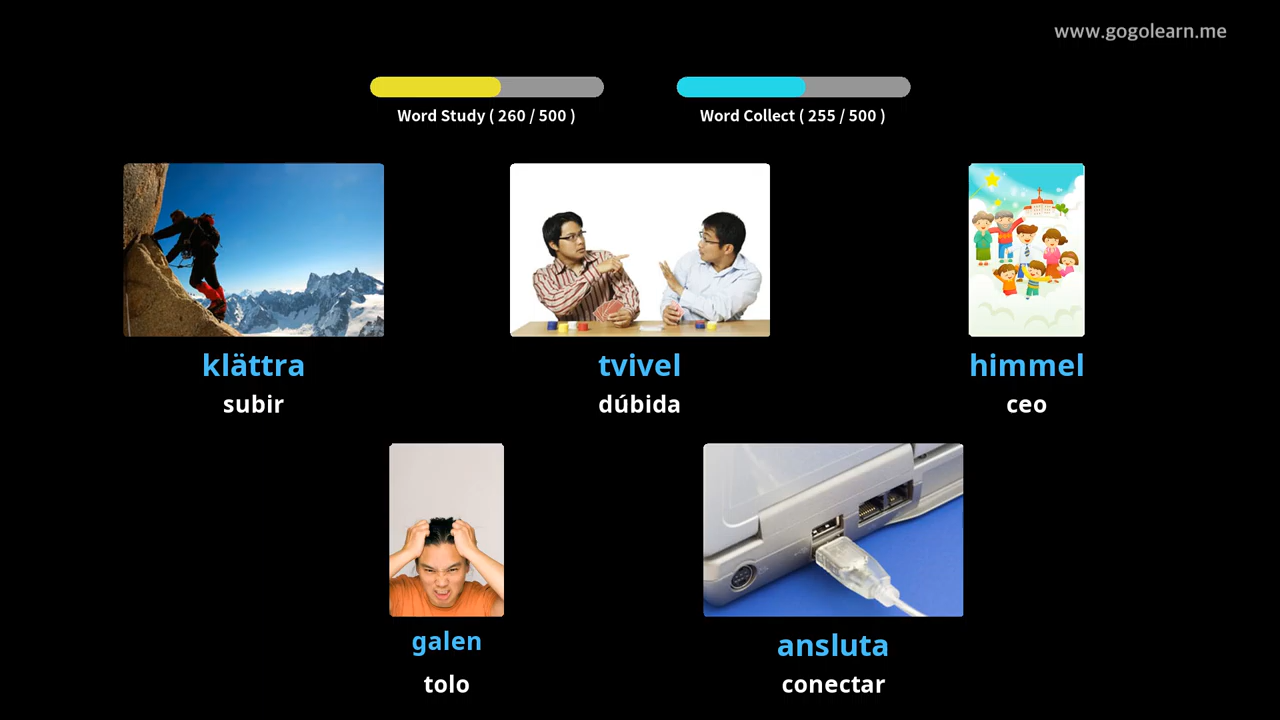 www.gogolearn.me
Word Study ( 260 / 500 )
Word Collect ( 255 / 500 )
klättra
tvivel
himmel
subir
dúbida
ceo
galen
ansluta
tolo
conectar